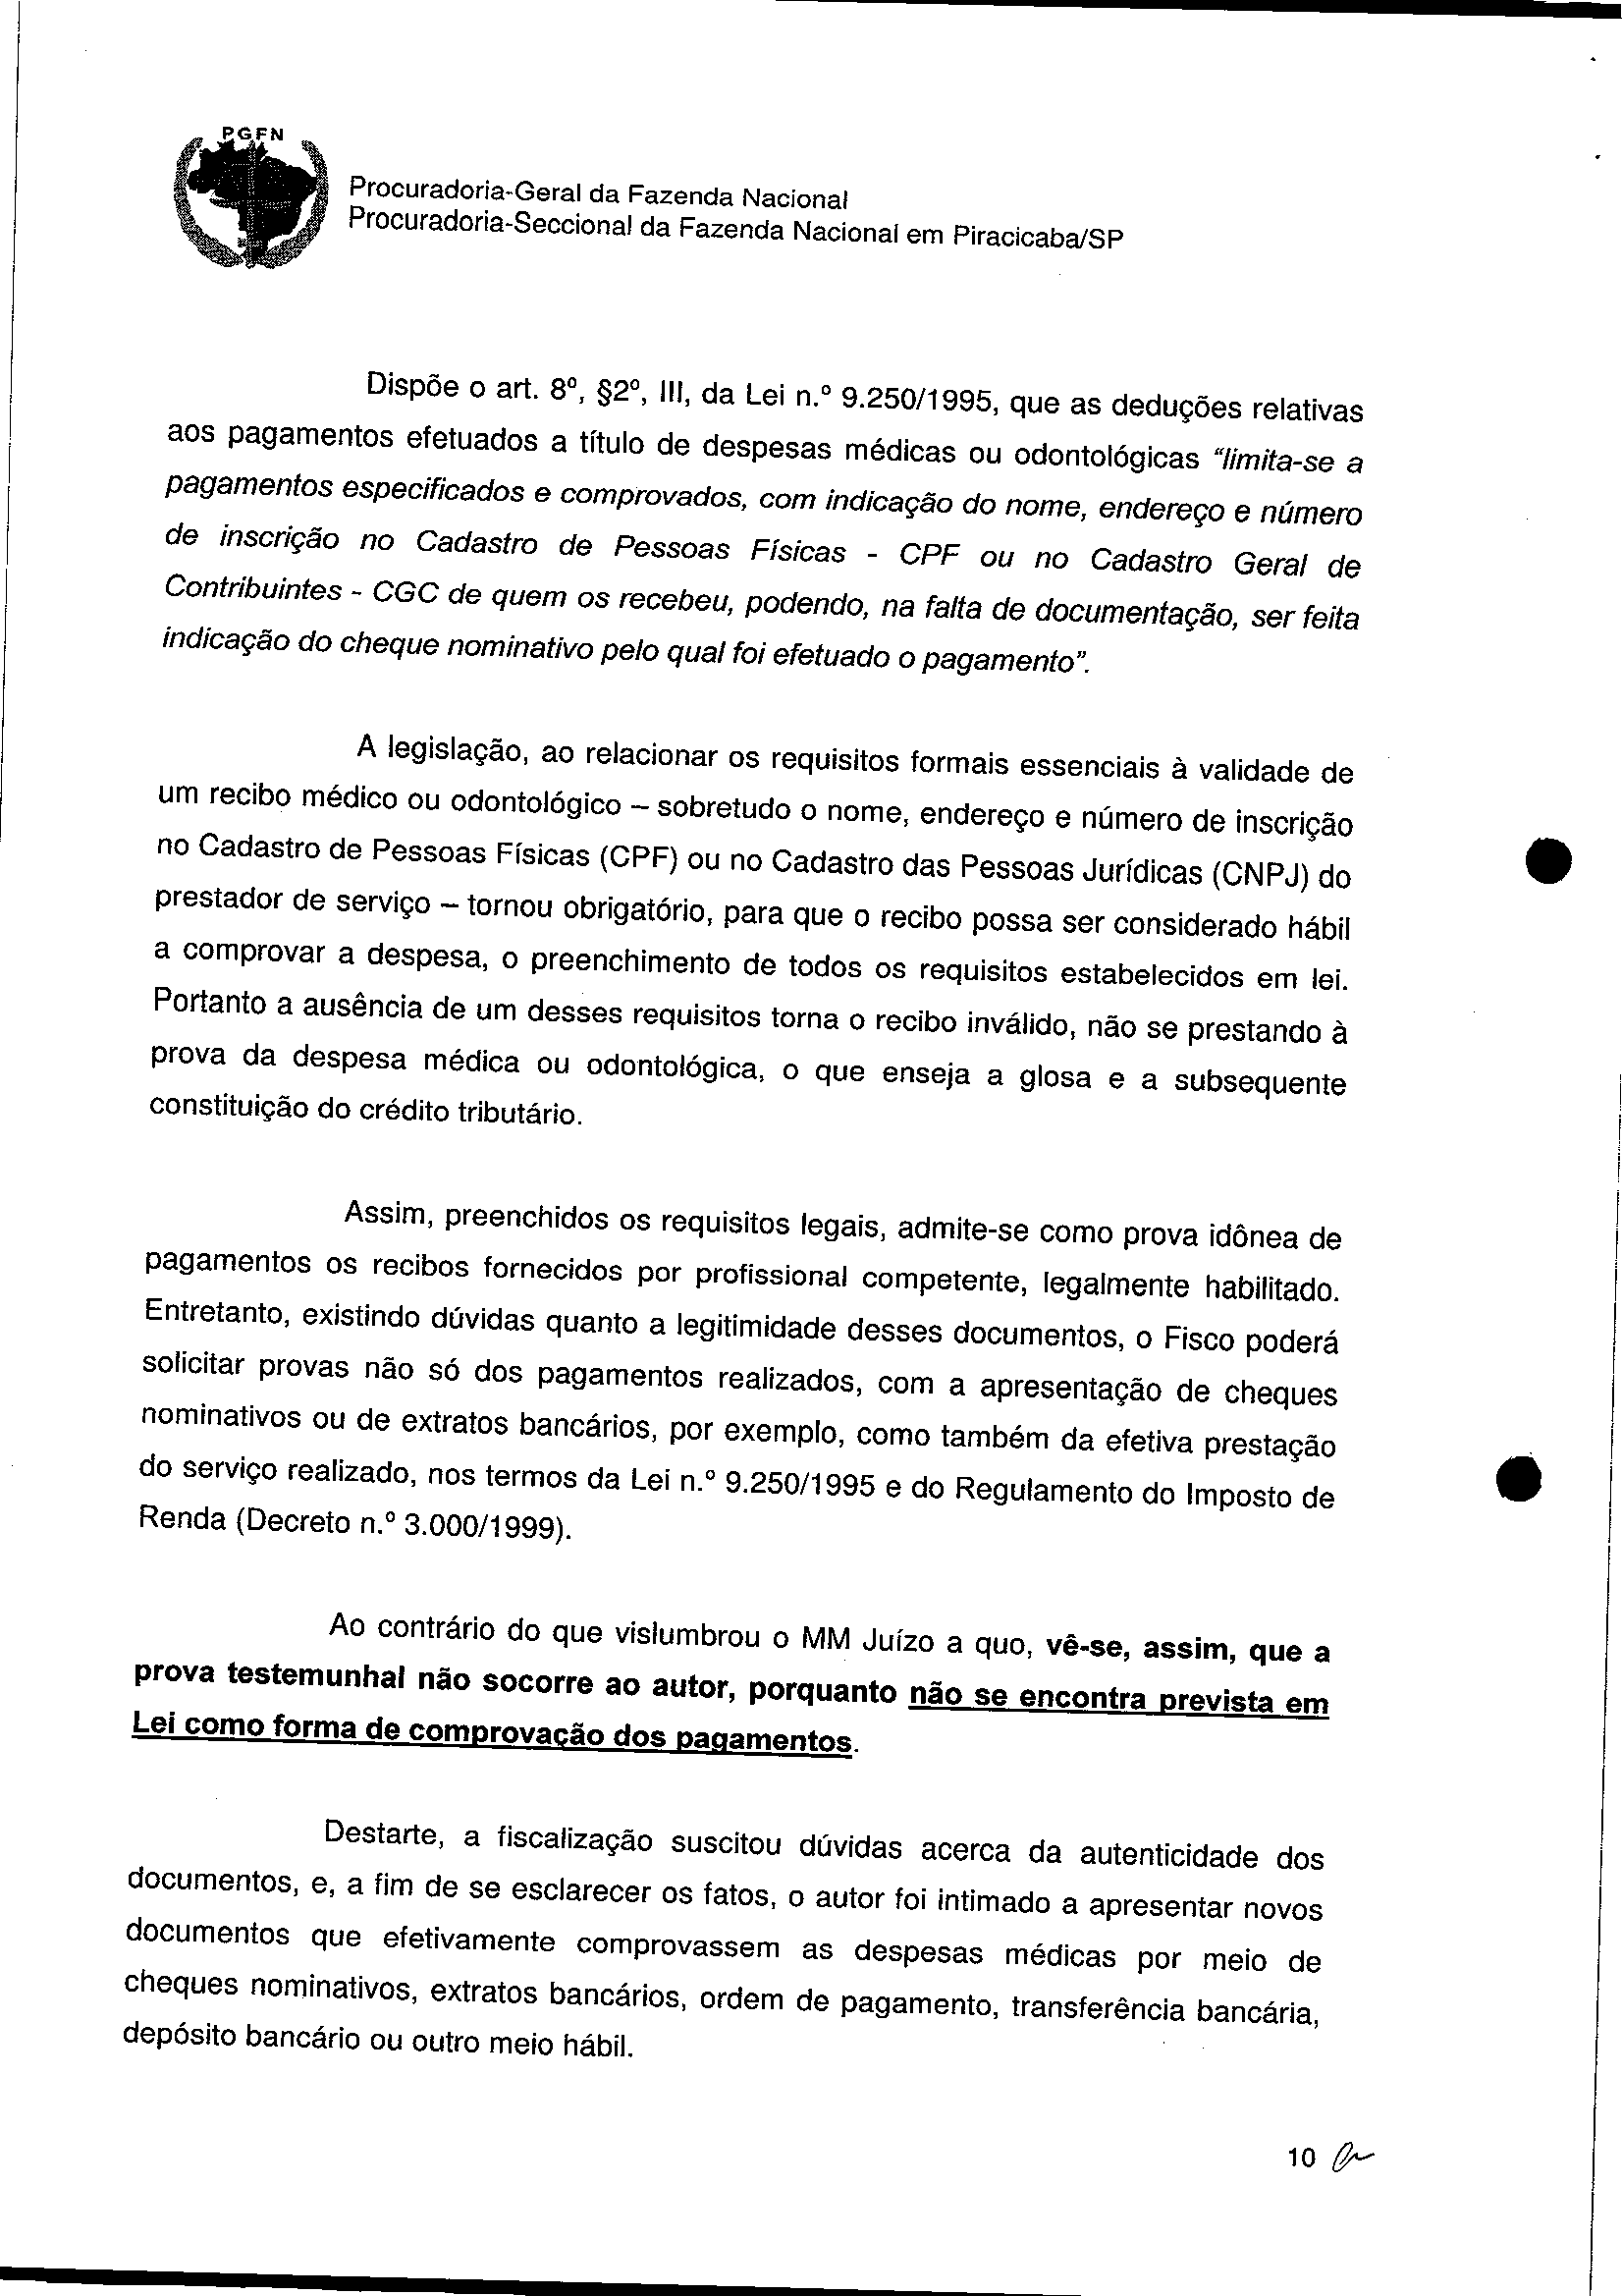 PGFN
Procuradoria-Geral da Fazenda Nacional
Procuradoria-Seccional da Fazenda Nacional em Piracicaba/SP
Dispõe o art. 8º, §2º, III, da Lei n.º 9.250/1995, que as deduções relativas
aos pagamentos efetuados a título de despesas médicas ou odontológicas "limita-se a
pagamentos especificados e comprovados, com indicação do nome, endereço e número
de inscrição no Cadastro de Pessoas Físicas - CPF ou no Cadastro Geral de
Contribuintes - CGC de quem os recebeu, podendo, na falta de documentação, ser feita
indicação do cheque nominativo pelo qual foi efetuado o pagamento".
A legislação, ao relacionar os requisitos formais essenciais à validade de
um recibo médico ou odontológico – sobretudo o nome, endereço e número de inscrição
no Cadastro de Pessoas Físicas (CPF) ou no Cadastro das Pessoas Jurídicas (CNPJ) do
prestador de serviço – tornou obrigatório, para que o recibo possa ser considerado hábil
a comprovar a despesa, o preenchimento de todos os requisitos estabelecidos em lei.
Portanto a ausência de um desses requisitos torna o recibo inválido, não se prestando à
prova da despesa médica ou odontológica, o que enseja a glosa e a subsequente
constituição do crédito tributário.
Assim, preenchidos os requisitos legais, admite-se como prova idônea de
pagamentos os recibos fornecidos por profissional competente, legalmente habilitado.
Entretanto, existindo dúvidas quanto a legitimidade desses documentos, o Fisco poderá
solicitar provas não só dos pagamentos realizados, com a apresentação de cheques
nominativos ou de extratos bancários, por exemplo, como também da efetiva prestação
do serviço realizado, nos termos da Lei n.º 9.250/1995 e do Regulamento do Imposto de
Renda (Decreto n.º 3.000/1999).
Ao contrário do que vislumbrou o MM Juízo a quo, vê-se, assim, que a
prova testemunhal não socorre ao autor, porquanto não se encontra prevista em
Lei como forma de comprovação dos pagamentos.
Destarte, a fiscalização suscitou dúvidas acerca da autenticidade dos
documentos, e, a fim de se esclarecer os fatos, o autor foi intimado a apresentar novos
documentos que efetivamente comprovassem as despesas médicas por meio de
cheques nominativos, extratos bancários, ordem de pagamento, transferência bancária,
depósito bancário ou outro meio hábil.
10